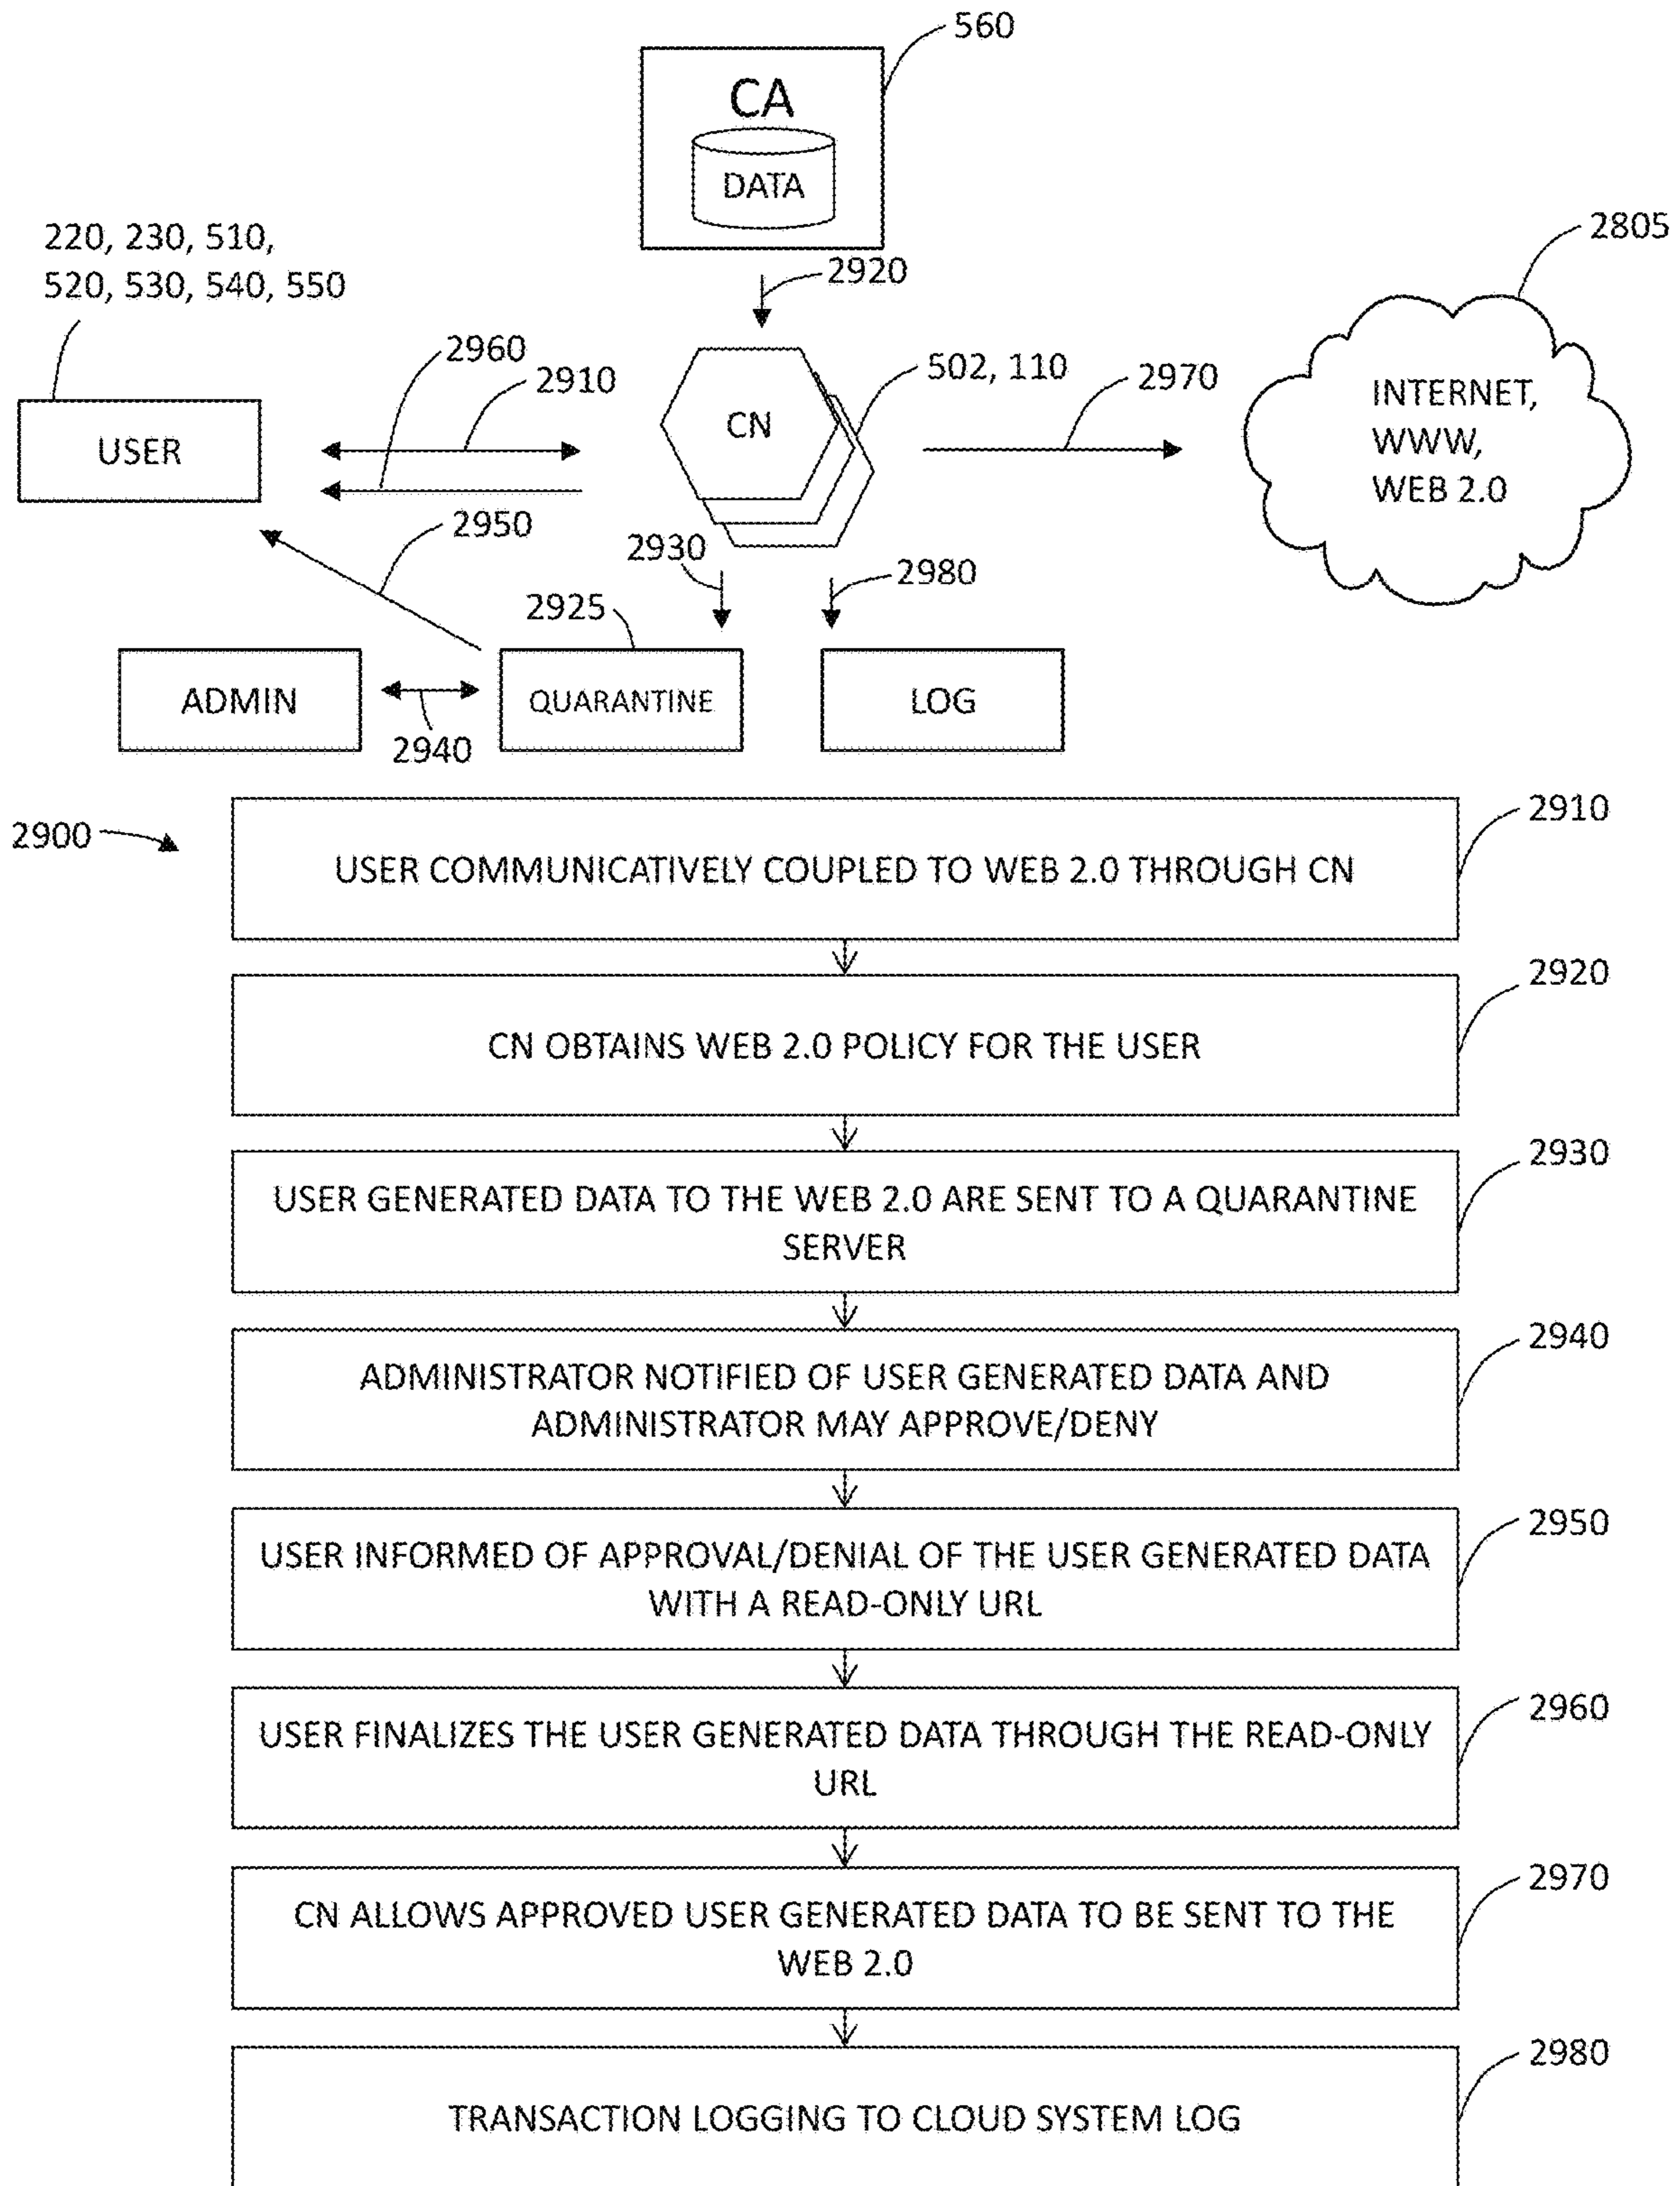 560
CA
DATA
2920
220, 230, 510,
520, 530, 540, 550
2805
2960
2910
502, 110
2970
USER
CN
INTERNET,
WWW,
WEB 2.0
2950
2930
2980
2925
ADMIN
QUARANTINE
LOG
2940
2900
2910
USER COMMUNICATIVELY COUPLED TO WEB 2.0 THROUGH CN
2920
CN OBTAINS WEB 2.0 POLICY FOR THE USER
2930
USER GENERATED DATA TO THE WEB 2.0 ARE SENT TO A QUARANTINE
SERVER
2940
ADMINISTRATOR NOTIFIED OF USER GENERATED DATA AND
ADMINISTRATOR MAY APPROVE/DENY
2950
USER INFORMED OF APPROVAL/DENIAL OF THE USER GENERATED DATA
WITH A READ-ONLY URL
2960
USER FINALIZES THE USER GENERATED DATA THROUGH THE READ-ONLY
URL
2970
CN ALLOWS APPROVED USER GENERATED DATA TO BE SENT TO THE
WEB 2.0
2980
TRANSACTION LOGGING TO CLOUD SYSTEM LOG